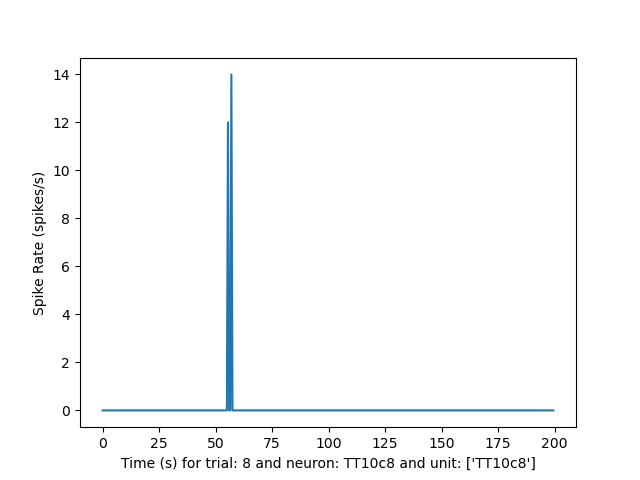 14
12
10
8
6
4
2
0
Spike Rate (spikes/s)
0 25 50 75 100 125 150 175 200
Time (s) for trial: 8 and neuron: TT10c8 and unit: ['TT10c8']